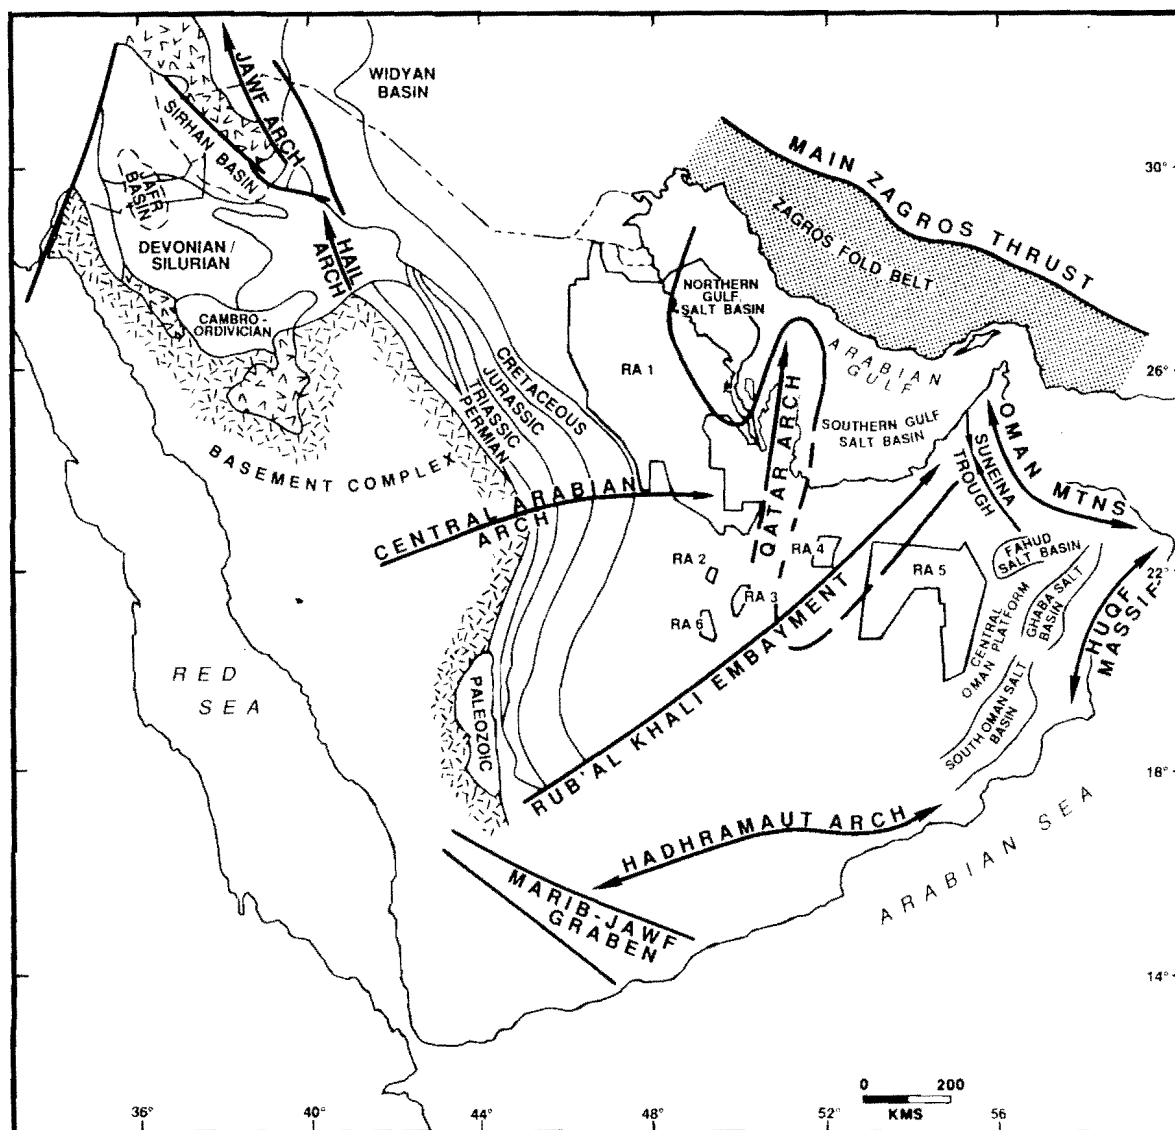 WIDYAN
BASIN
JAWF ARCH
SIRHAN BASIN
JAFR
BASIN
DEVONIAN /
SILURIAN
HAIL
ARCH
CAMBRO-
ORDIVICIAN
MAIN ZAGROS THRUST
ZAGROS FOLD BELT
30°
NORTHERN
GULF
SALT BASIN
ARABIAN
GULF
26°
RA 1
CRETACEOUS
JURASSIC
TRIASSIC
PERMIAN
BASEMENT COMPLEX
CENTRAL ARABIAN
ARCH
QATAR ARCH
SOUTHERN GULF
SALT BASIN
OMAN MTNS
SUNEINA
TROUGH
FAHUD
SALT BASIN
22°
RA 2
RA 3
RA 4
RA 5
RA 6
GHABA SALT
BASIN
CENTRAL
OMAN PLATFORM
HUQF
MASSIF
SOUTH OMAN SALT
BASIN
RED
SEA
PALEOZOIC
RUB'AL KHALI EMBAYMENT
18°
HADHRAMAUT ARCH
MARIB-JAWF
GRABEN
ARABIAN SEA
14°
0 200
KMS
36° 40° 44° 48° 52° 56